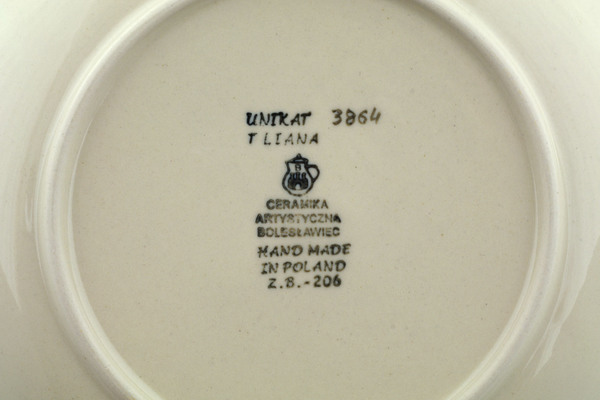 UNIKAT 3864
T LIANA
CERAMIKA
ARTYSTYCZNA
BOLESŁAWIEC
HAND MADE
IN POLAND
Z.B.-206